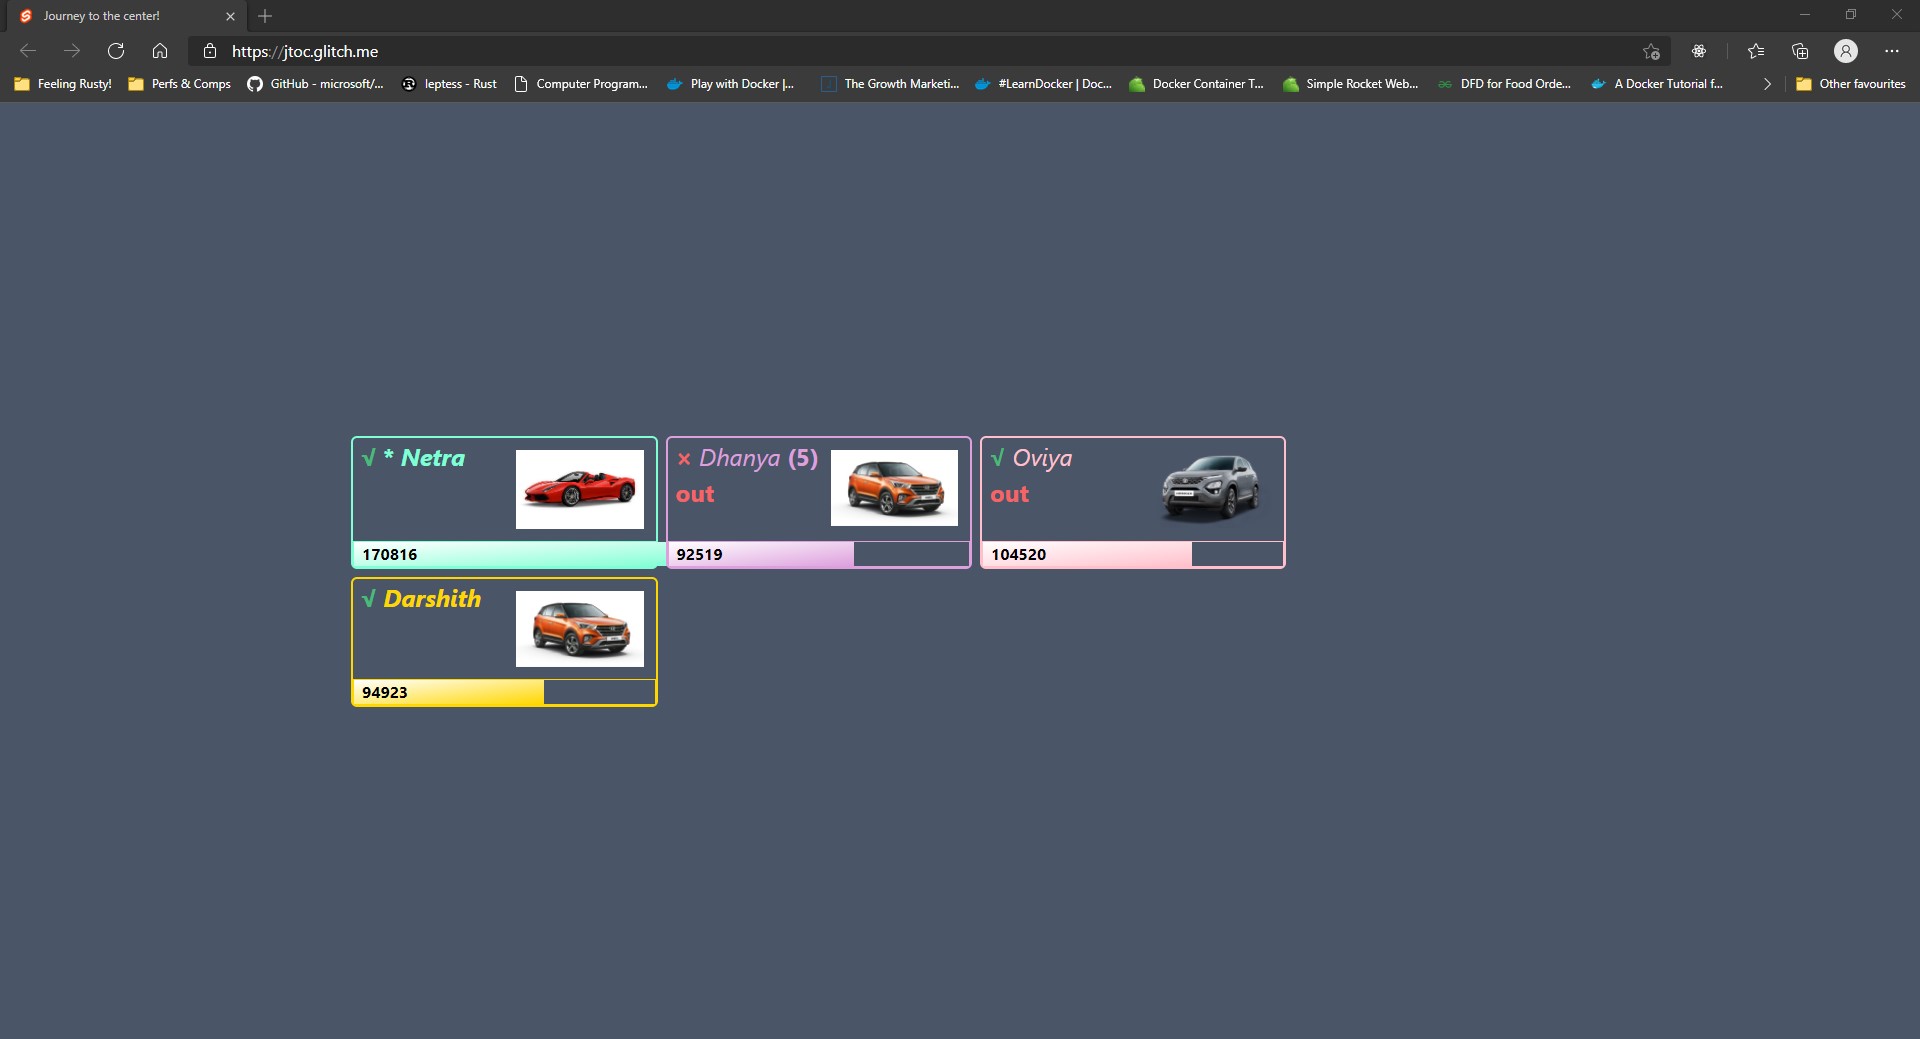 Journey to the center!
https://jtoc.glitch.me
Feeling Rusty!
Perfs & Comps
GitHub - microsoft/...
leptess - Rust
Computer Program...
Play with Docker |...
The Growth Marketi...
#LearnDocker | Doc...
Docker Container T...
Simple Rocket Web...
DFD for Food Orde...
A Docker Tutorial f...
Other favourites
√ * Netra
170816
× Dhanya (5)
out
92519
√ Oviya
out
104520
√ Darshith
94923